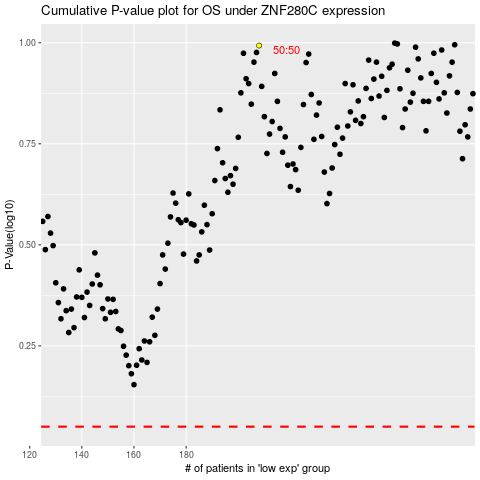 Cumulative P-value plot for OS under ZNF280C expression
1.00
50:50
0.75
P-Value(log10)
0.50
0.25
120 140 160 180
# of patients in 'low exp' group